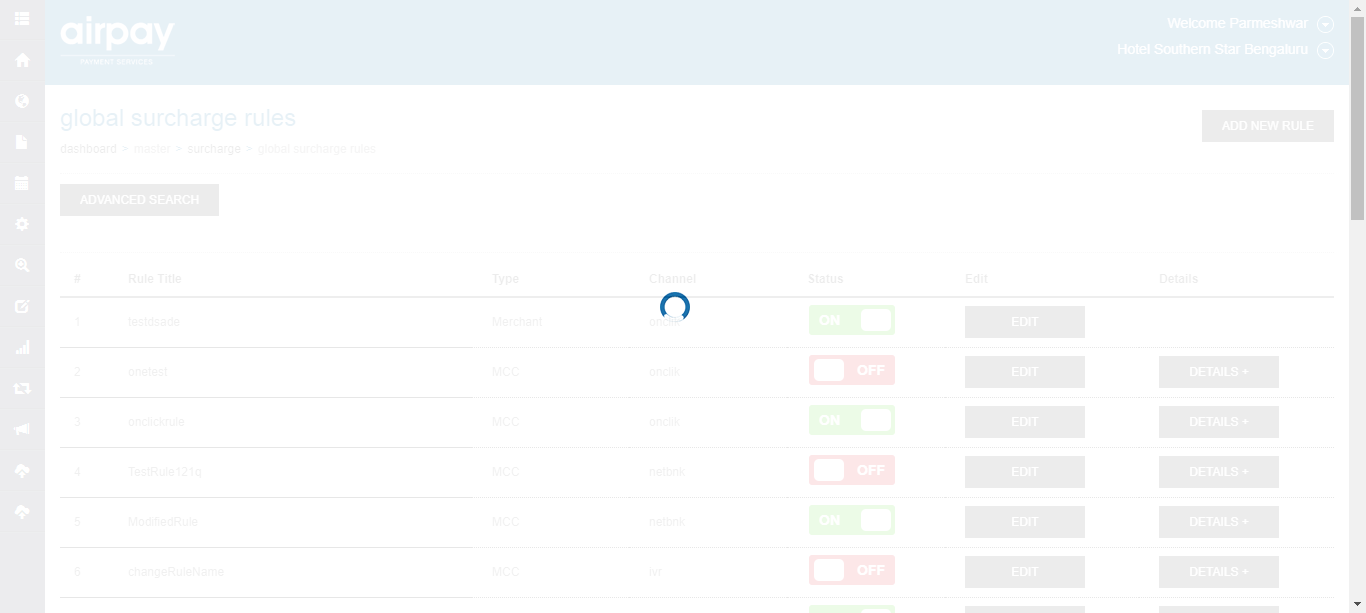 airpay
PAYMENT SERVICES
Welcome Parmeshwar
Hotel Southern Star Bengaluru
global surcharge rules
ADD NEW RULE
dashboard > master > surcharge > global surcharge rules
ADVANCED SEARCH
# Rule Title Type Channel Status Edit Details
1 testdsade Merchant onclik ON EDIT
2 onetest MCC onclik OFF EDIT DETAILS +
3 onclickrule MCC onclik ON EDIT DETAILS +
4 TestRule121q MCC netbnk OFF EDIT DETAILS +
5 ModifiedRule MCC netbnk ON EDIT DETAILS +
6 changeRuleName MCC ivr OFF EDIT DETAILS +